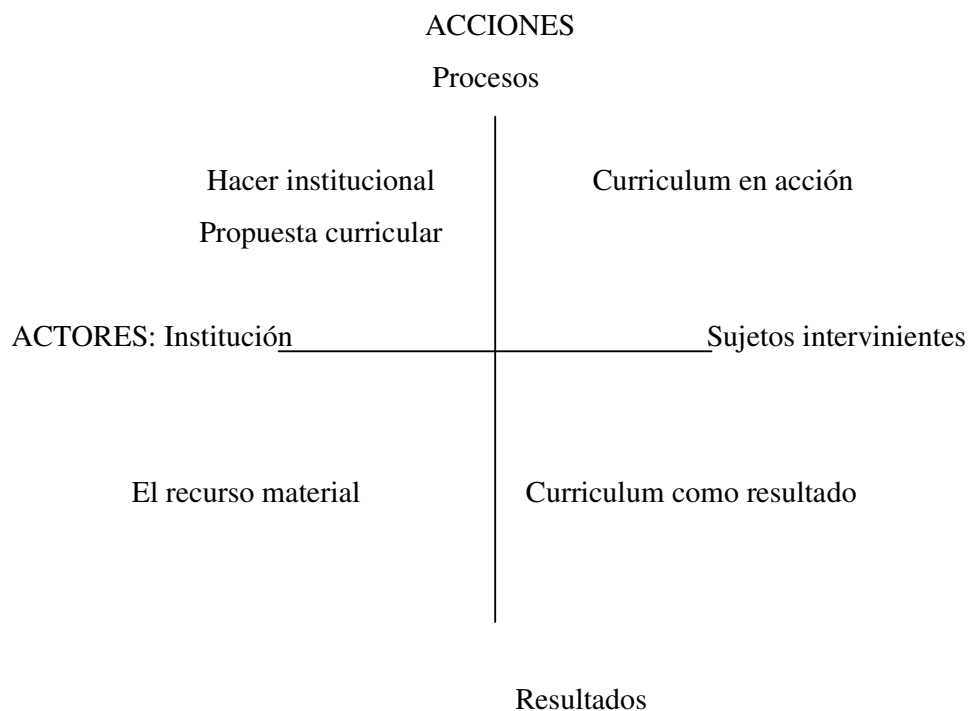 ACCIONES
Procesos
Hacer institucional Curriculum en acción
Propuesta curricular
ACTORES: Institución Sujetos intervinientes
El recurso material Curriculum como resultado
Resultados